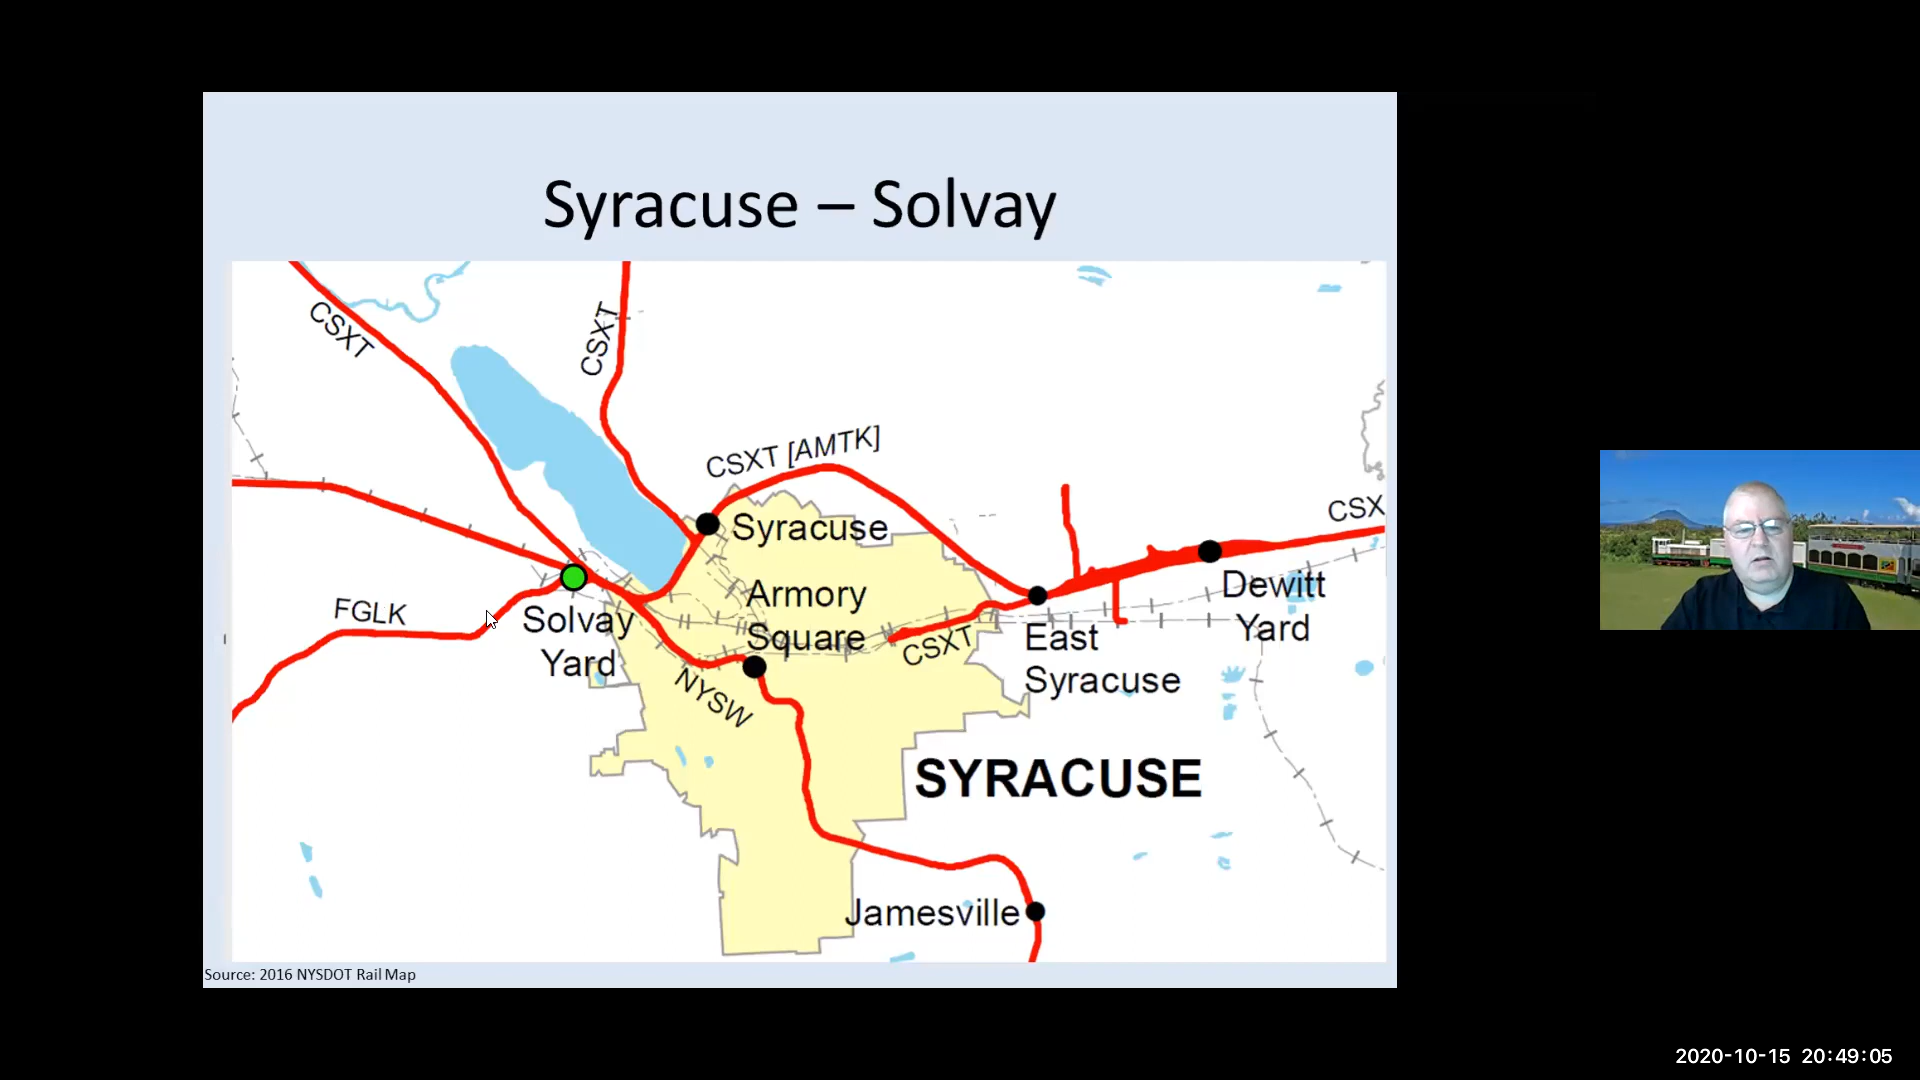 Syracuse – Solvay
CSXT
CSXT
CSXT [AMTK]
CSX
Syracuse
Armory
Square
Dewitt
Yard
FGLK
Solvay
Yard
CSXT
East
Syracuse
NYSW
SYRACUSE
Jamesville
Source: 2016 NYSDOT Rail Map
2020-10-15 20:49:05